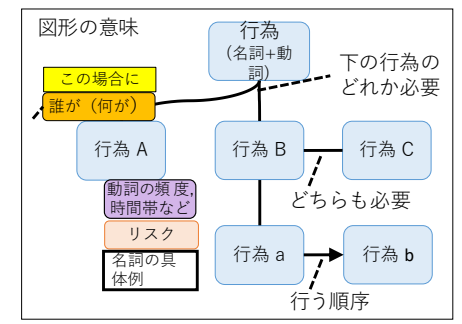 図形の意味
行為
(名詞+動
詞)
下の行為の
どれか必要
この場合に
誰が（何が）
行為 A
行為 B
行為 C
動詞の頻度,
時間帯など
どちらも必要
リスク
名詞の具
体例
行為 a
行為 b
行う順序